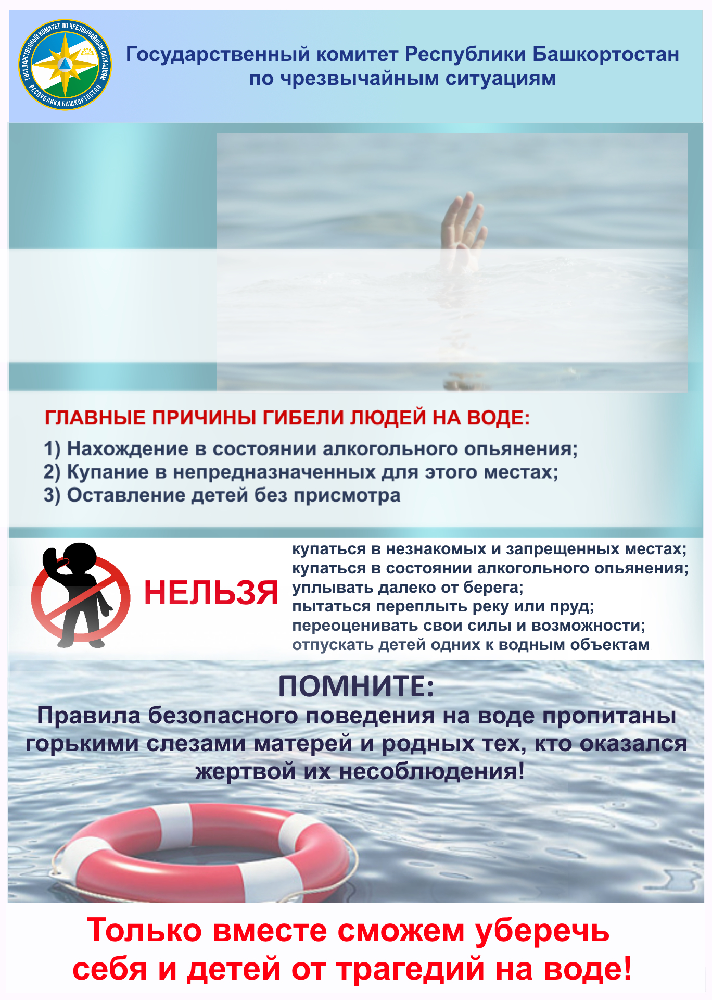 ГОСУДАРСТВЕННЫЙ КОМИТЕТ ПО ЧРЕЗВЫЧАЙНЫМ СИТУАЦИЯМ
РЕСПУБЛИКА БАШКОРТОСТАН
Государственный комитет Республики Башкортостан
по чрезвычайным ситуациям
ГЛАВНЫЕ ПРИЧИНЫ ГИБЕЛИ ЛЮДЕЙ НА ВОДЕ:
1) Нахождение в состоянии алкогольного опьянения;
2) Купание в непредназначенных для этого местах;
3) Оставление детей без присмотра
НЕЛЬЗЯ
купаться в незнакомых и запрещенных местах;
купаться в состоянии алкогольного опьянения;
уплывать далеко от берега;
пытаться переплыть реку или пруд;
переоценивать свои силы и возможности;
отпускать детей одних к водным объектам
ПОМНИТЕ:
Правила безопасного поведения на воде пропитаны
горькими слезами матерей и родных тех, кто оказался
жертвой их несоблюдения!
Только вместе сможем уберечь
себя и детей от трагедий на воде!